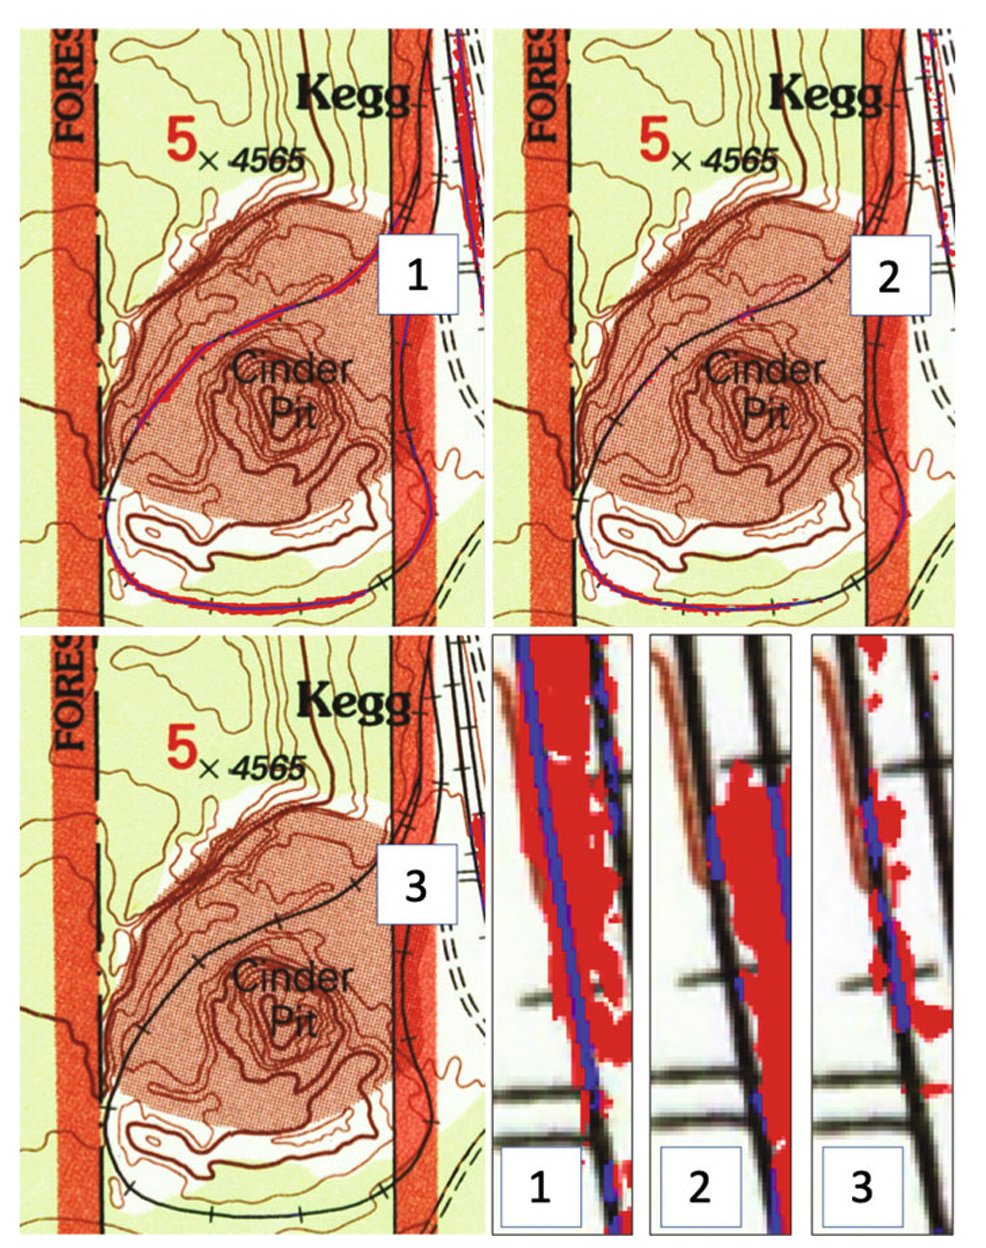 FORES
Kegg
5 × 4565
1
Cinder
Pit
FORES
Kegg
5 × 4565
2
Cinder
Pit
FORES
Kegg
5 × 4565
3
Cinder
Pit
1
2
3